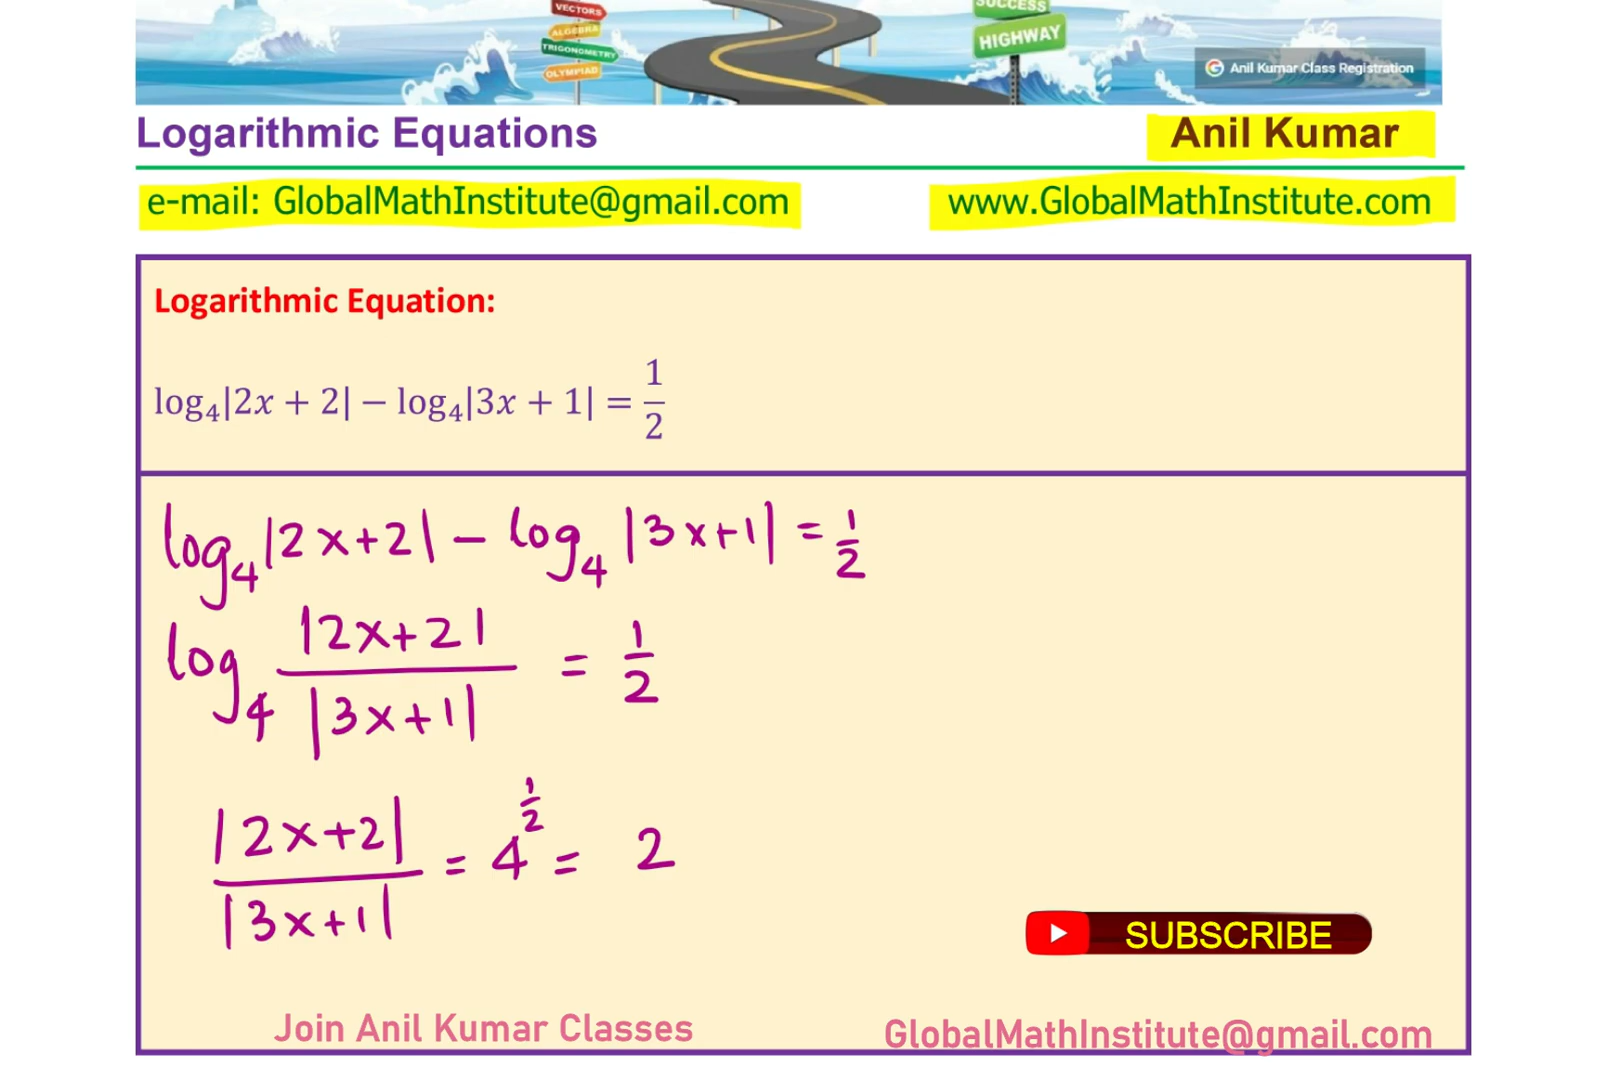 VECTORS
ALGEBRA
TRIGONOMETRY
OLYMPIAD
SUCCESS
HIGHWAY
Anil Kumar Class Registration
Logarithmic Equations
Anil Kumar
e-mail: GlobalMathInstitute@gmail.com
www.GlobalMathInstitute.com
Logarithmic Equation:
log₄|2x + 2| − log₄|3x + 1| = 1/2
log₄|2x+2| − log₄|3x+1| = 1/2
log₄ |2x+2|/|3x+1| = 1/2
|2x+2|/|3x+1| = 4^(1/2) = 2
SUBSCRIBE
Join Anil Kumar Classes
GlobalMathInstitute@gmail.com